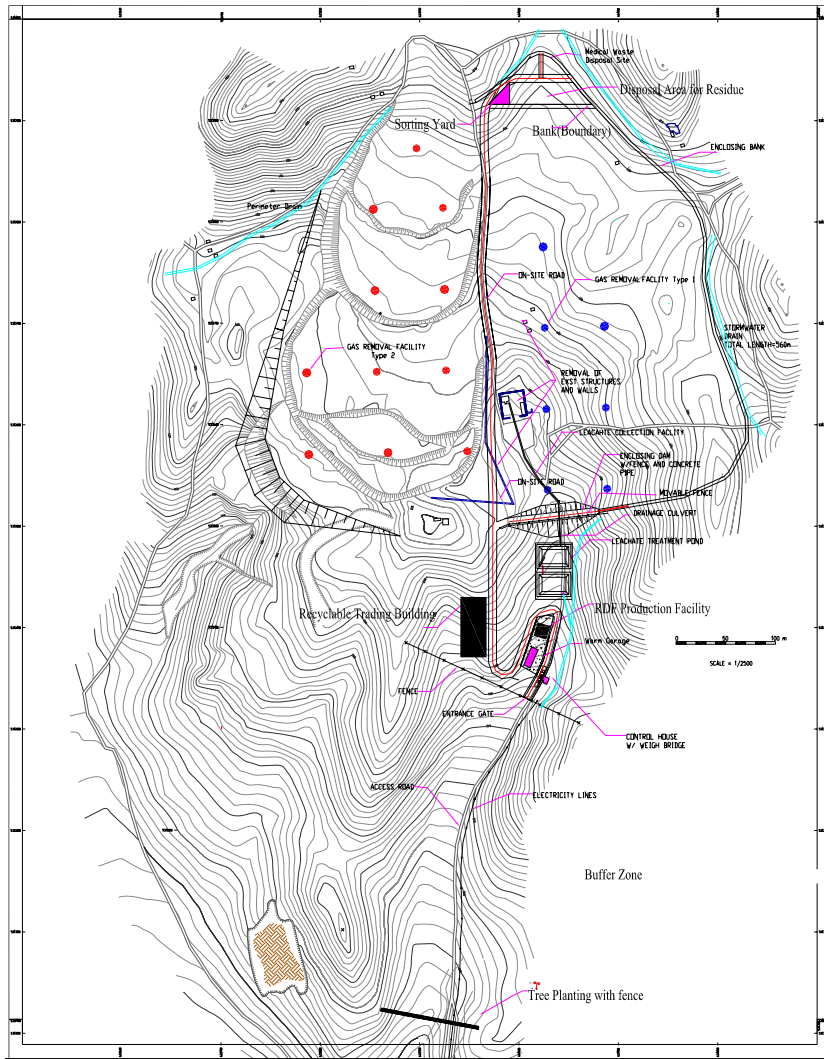 Medical Waste
Disposal Site
Disposal Area for Residue
Sorting Yard
Bank(Boundary)
ENCLOSING BANK
Perimeter Drain
ON-SITE ROAD
GAS REMOVAL FACILITY Type 1
STORMWATER
DRAIN
TOTAL LENGTH=560m
GAS REMOVAL FACILITY
Type 2
REMOVAL OF
EXIST STRUCTURES
AND WALLS
LEACAHTE COLLECTION FACILITY
ENCLOSING DAM
W/FENCE AND CONCRETE
PIPE
ON-SITE ROAD
MOVABLE FENCE
DRAINAGE CULVERT
LEACHATE TREATMENT POND
Recyclable Trading Building
RDF Production Facility
Worm Garage
0 50 100 m
SCALE = 1/2500
FENCE
ENTRANCE GATE
CONTROL HOUSE
W/ WEIGH BRIDGE
ACCESS ROAD
ELECTRICITY LINES
Buffer Zone
Tree Planting with fence